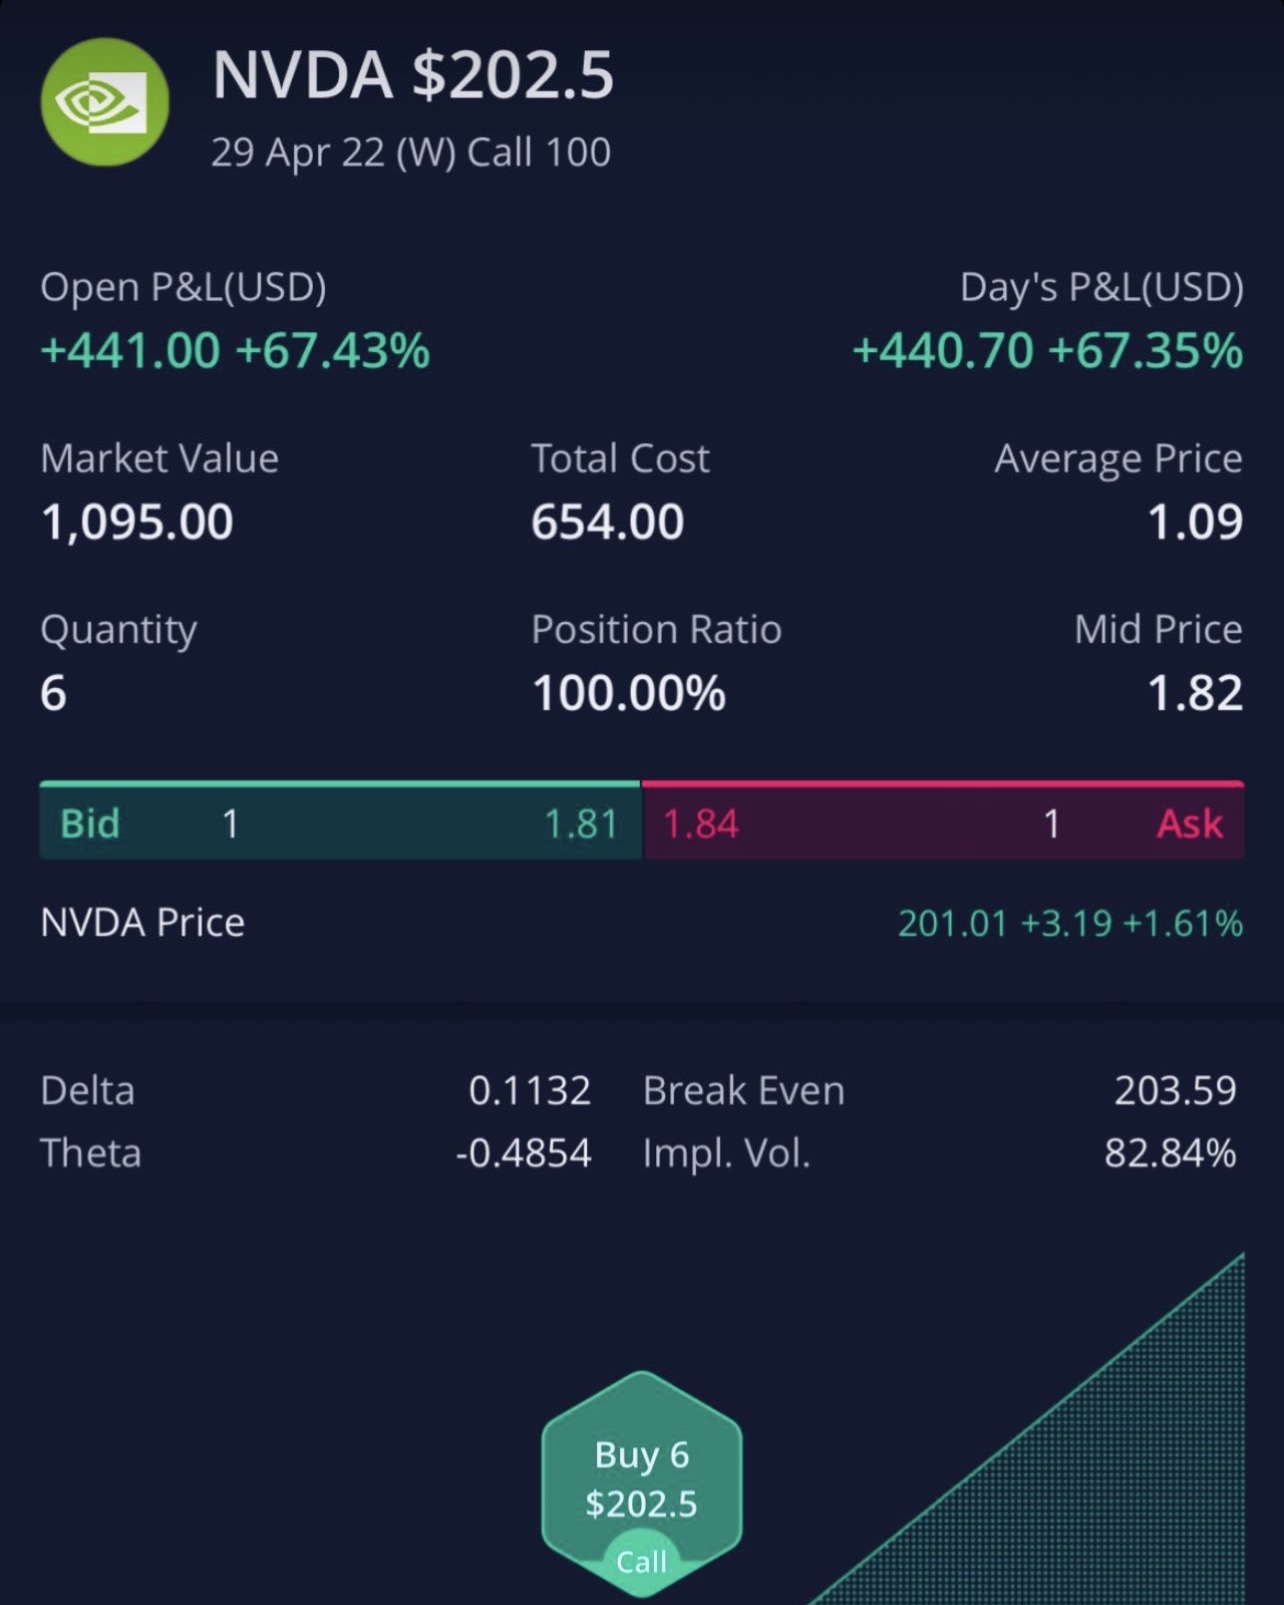 NVDA $202.5
29 Apr 22 (W) Call 100
Open P&L(USD) Day's P&L(USD)
+441.00 +67.43% +440.70 +67.35%
Market Value Total Cost Average Price
1,095.00 654.00 1.09
Quantity Position Ratio Mid Price
6 100.00% 1.82
Bid 1 1.81 1.84 1 Ask
NVDA Price 201.01 +3.19 +1.61%
Delta 0.1132 Break Even 203.59
Theta -0.4854 Impl. Vol. 82.84%
Buy 6
$202.5
Call